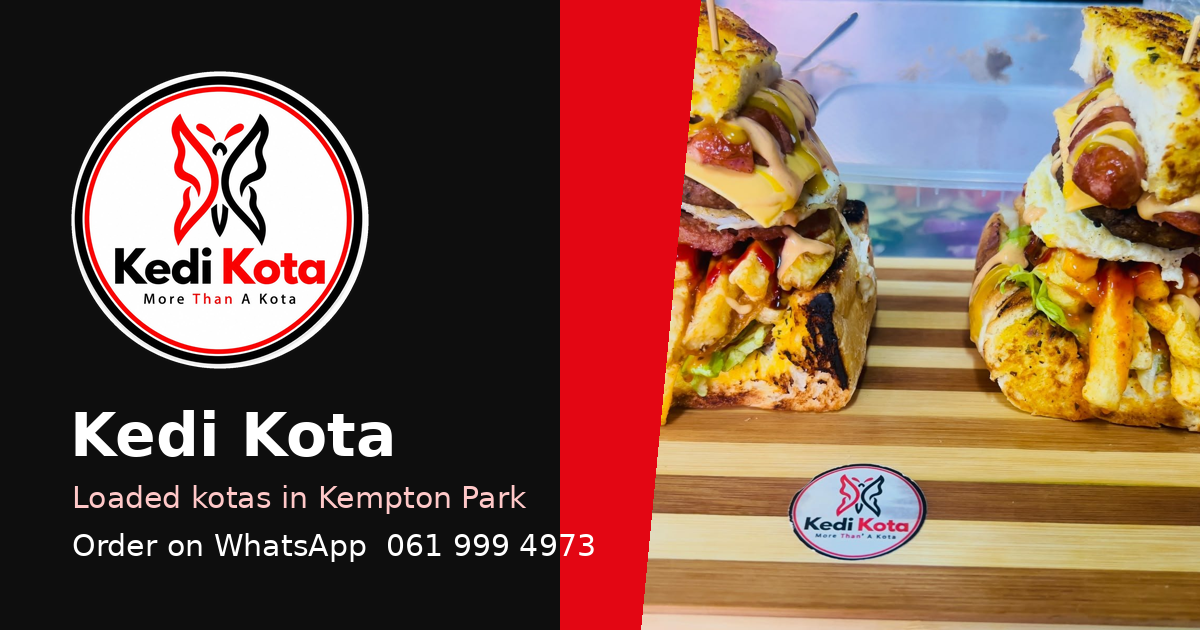 Kedi Kota
More Than A Kota
Kedi Kota
Loaded kotas in Kempton Park
Order on WhatsApp 061 999 4973
Kedi Kota
More Than A Kota